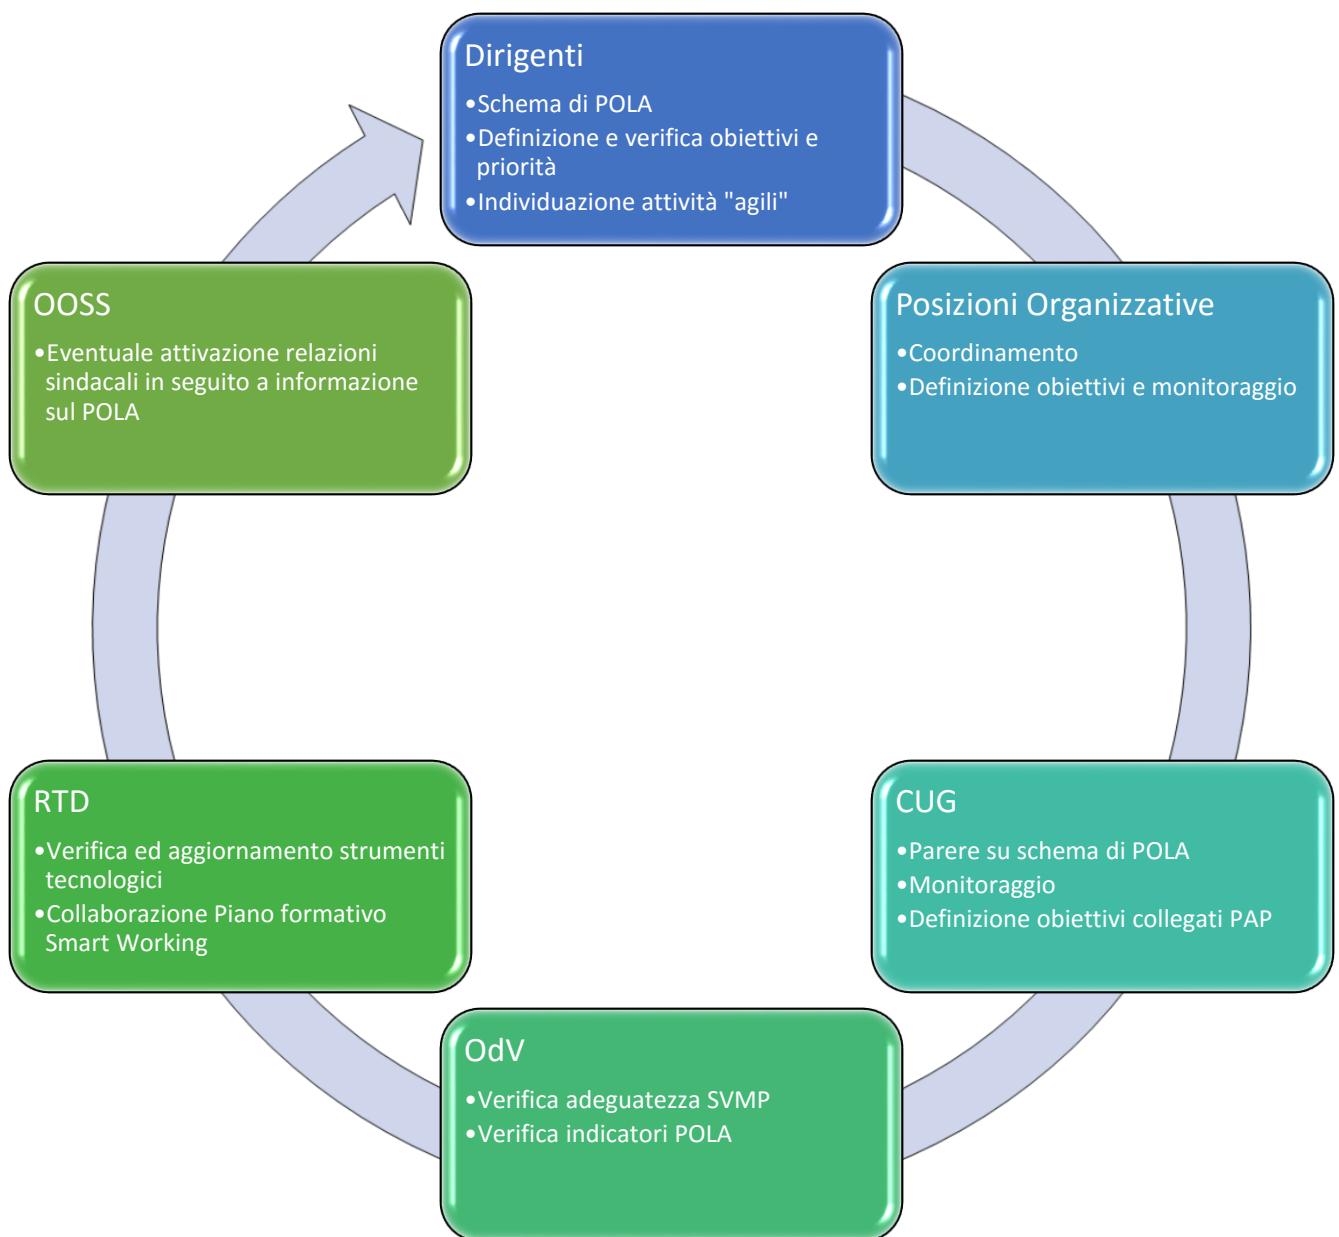 Dirigenti
•Schema di POLA
•Definizione e verifica obiettivi e
priorità
•Individuazione attività "agili"
Posizioni Organizzative
•Coordinamento
•Definizione obiettivi e monitoraggio
CUG
•Parere su schema di POLA
•Monitoraggio
•Definizione obiettivi collegati PAP
OdV
•Verifica adeguatezza SVMP
•Verifica indicatori POLA
RTD
•Verifica ed aggiornamento strumenti
tecnologici
•Collaborazione Piano formativo
Smart Working
OOSS
•Eventuale attivazione relazioni
sindacali in seguito a informazione
sul POLA